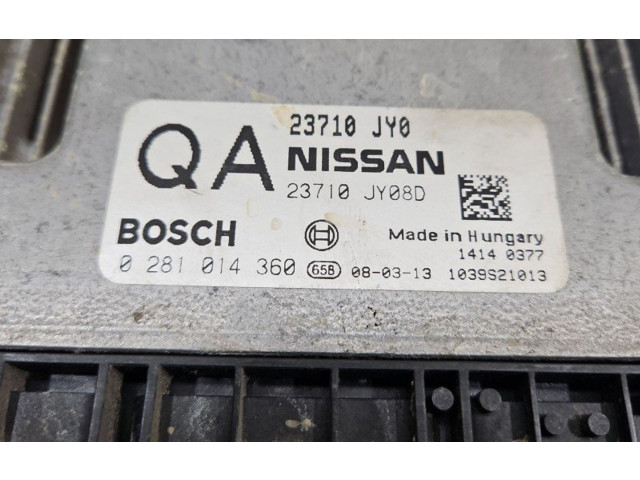 23710 JY0
QA NISSAN
23710 JY08D
BOSCH Made in Hungary
1414 0377
0 281 014 360 658 08-03-13 1039S21013